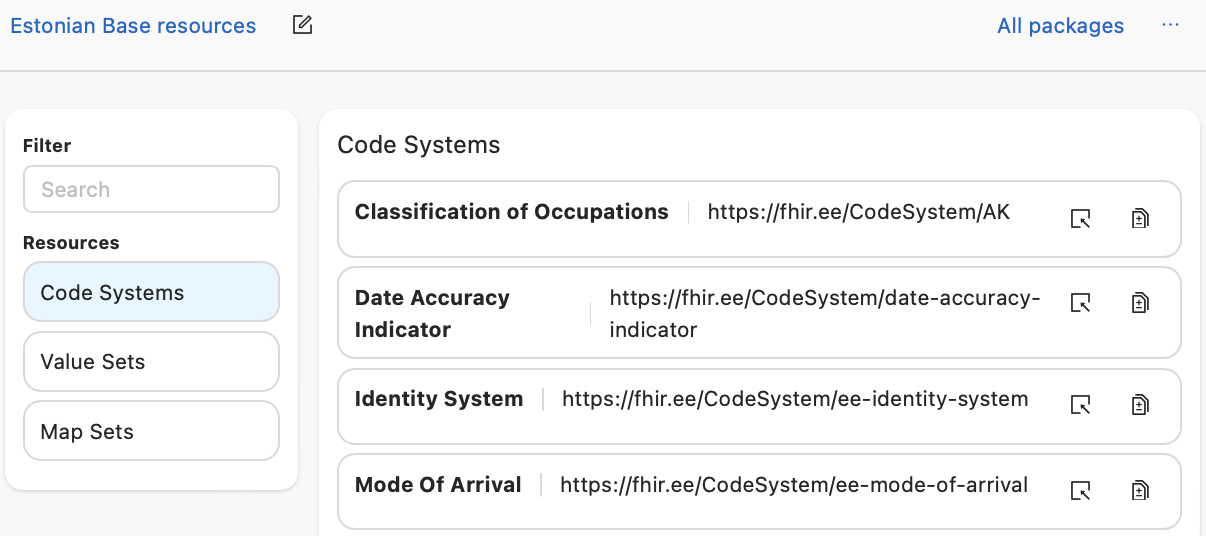 Estonian Base resources
All packages
Filter
Search
Resources
Code Systems
Value Sets
Map Sets
Code Systems
Classification of Occupations
https://fhir.ee/CodeSystem/AK
Date Accuracy
Indicator
https://fhir.ee/CodeSystem/date-accuracy-
indicator
Identity System
https://fhir.ee/CodeSystem/ee-identity-system
Mode Of Arrival
https://fhir.ee/CodeSystem/ee-mode-of-arrival